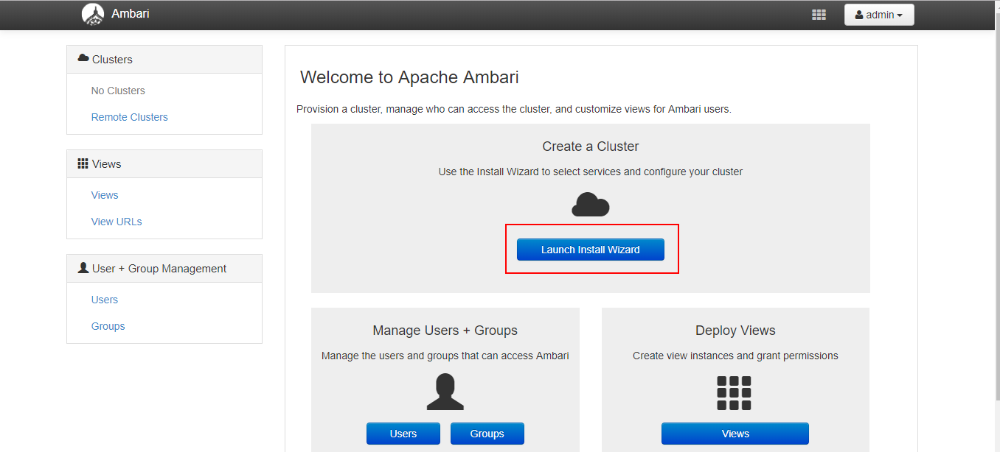 Ambari
admin
Clusters
No Clusters
Remote Clusters
Views
Views
View URLs
User + Group Management
Users
Groups
Welcome to Apache Ambari
Provision a cluster, manage who can access the cluster, and customize views for Ambari users.
Create a Cluster
Use the Install Wizard to select services and configure your cluster
Launch Install Wizard
Manage Users + Groups
Manage the users and groups that can access Ambari
Users
Groups
Deploy Views
Create view instances and grant permissions
Views